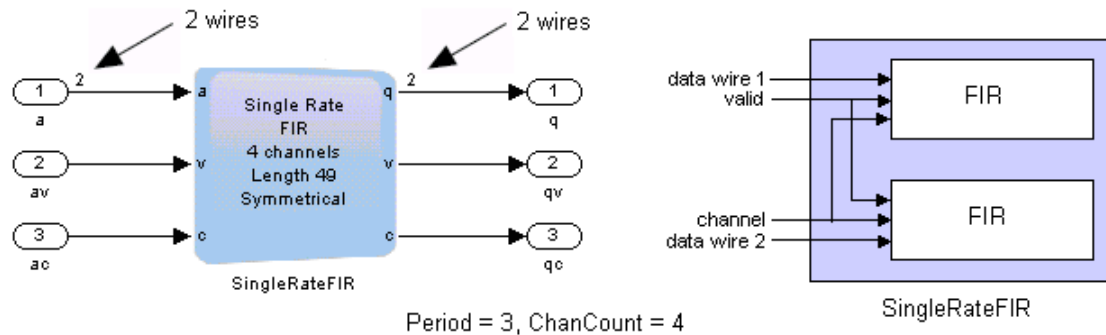 2 wires
2 wires
2
2
1
a
q
1
a
Single Rate
FIR
4 channels
Length 49
Symmetrical
q
2
v
v
2
av
qv
3
c
c
3
ac
qc
SingleRateFIR
data wire 1
valid
FIR
channel
data wire 2
FIR
SingleRateFIR
Period = 3, ChanCount = 4